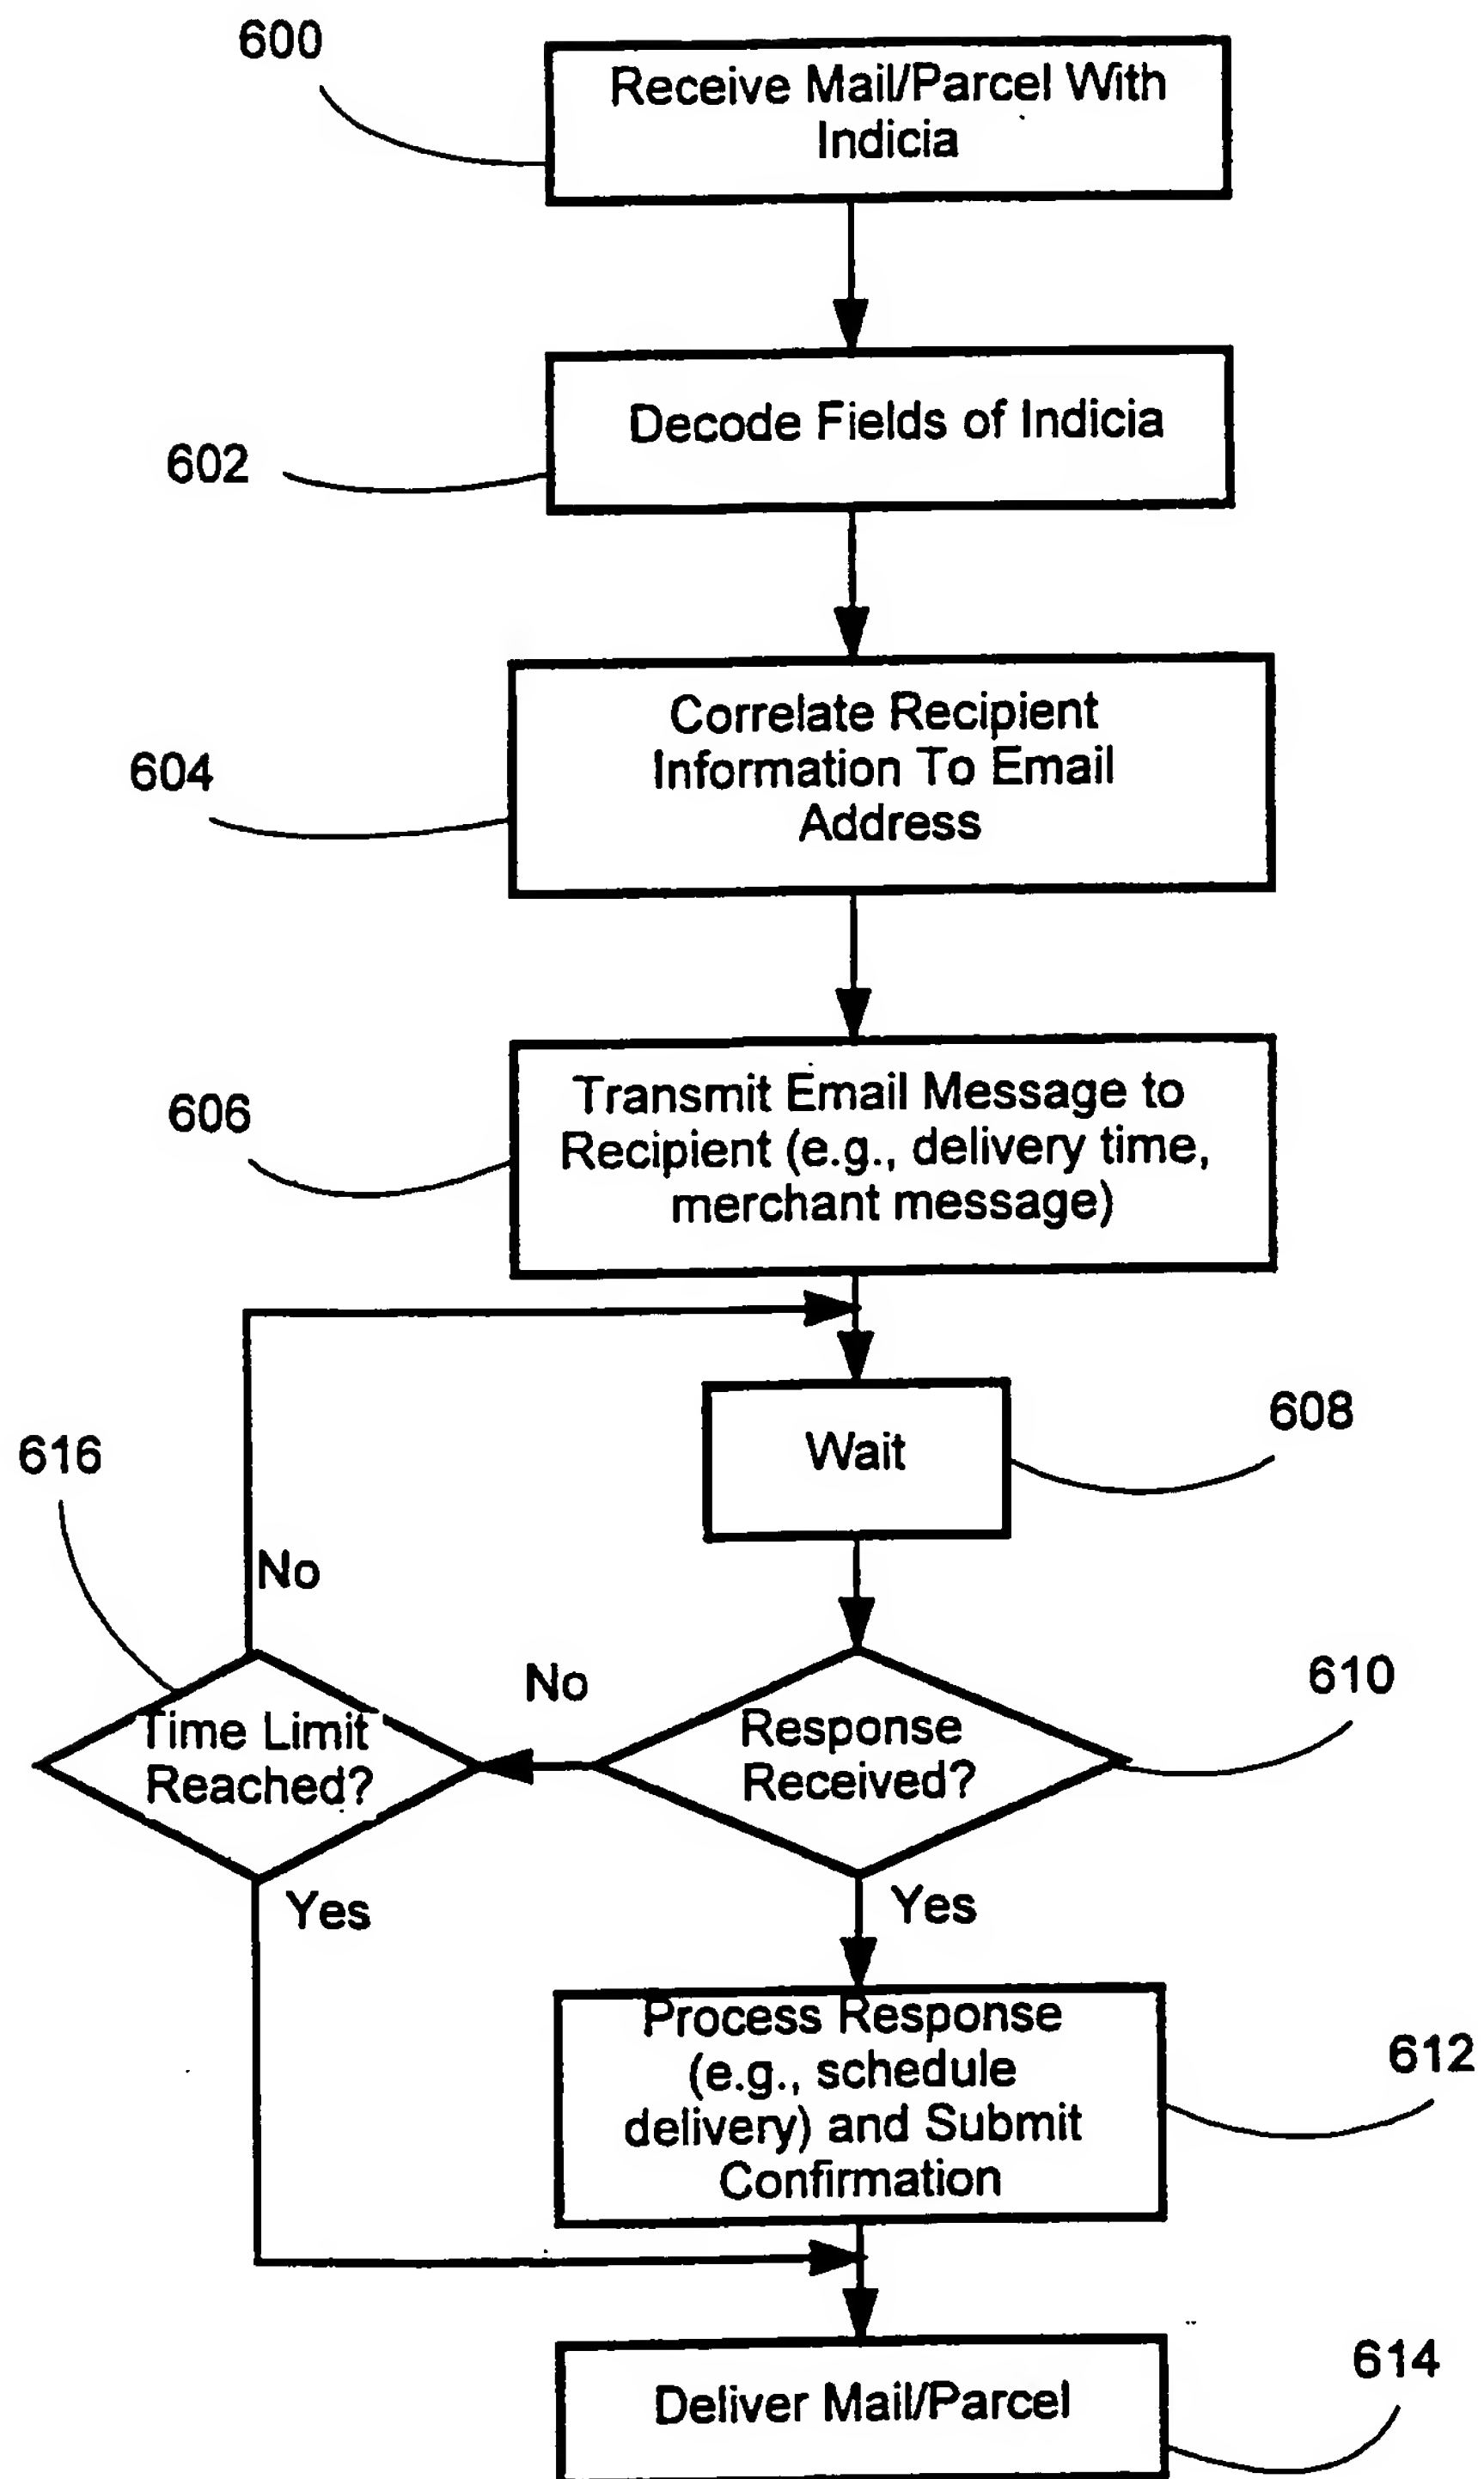 600
Receive Mail/Parcel With
Indicia
602
Decode Fields of Indicia
604
Correlate Recipient
Information To Email
Address
606
Transmit Email Message to
Recipient (e.g., delivery time,
merchant message)
608
Wait
616
No
No
610
Time Limit
Reached?
Response
Received?
Yes
Yes
612
Process Response
(e.g., schedule
delivery) and Submit
Confirmation
614
Deliver Mail/Parcel